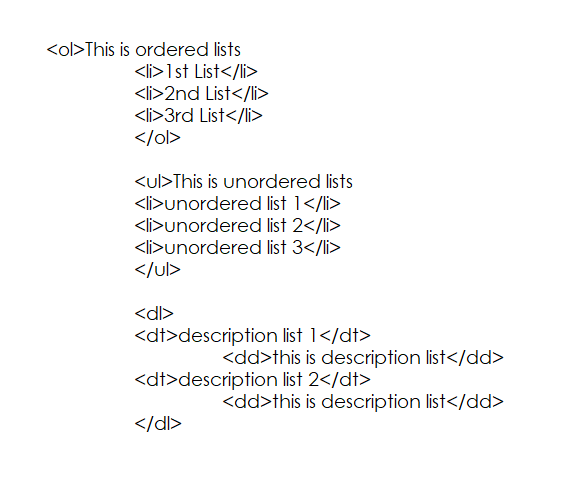 <ol>This is ordered lists
<li>1st List</li>
<li>2nd List</li>
<li>3rd List</li>
</ol>
<ul>This is unordered lists
<li>unordered list 1</li>
<li>unordered list 2</li>
<li>unordered list 3</li>
</ul>
<dl>
<dt>description list 1</dt>
<dd>this is description list</dd>
<dt>description list 2</dt>
<dd>this is description list</dd>
</dl>